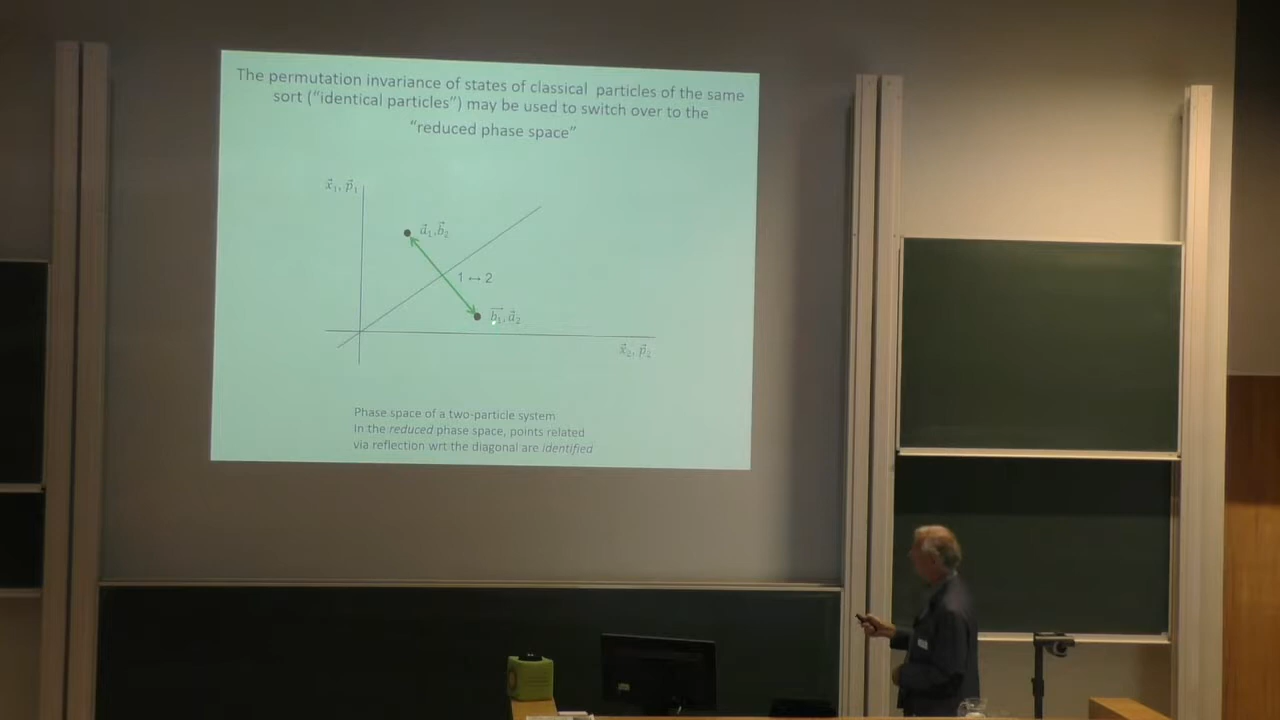 The permutation invariance of states of classical particles of the same
sort (“identical particles”) may be used to switch over to the
“reduced phase space”
x⃗₁, p⃗₁
a⃗₁, b⃗₂
1 ↔ 2
b⃗₁, a⃗₂
x⃗₂, p⃗₂
Phase space of a two-particle system
In the reduced phase space, points related
via reflection wrt the diagonal are identified